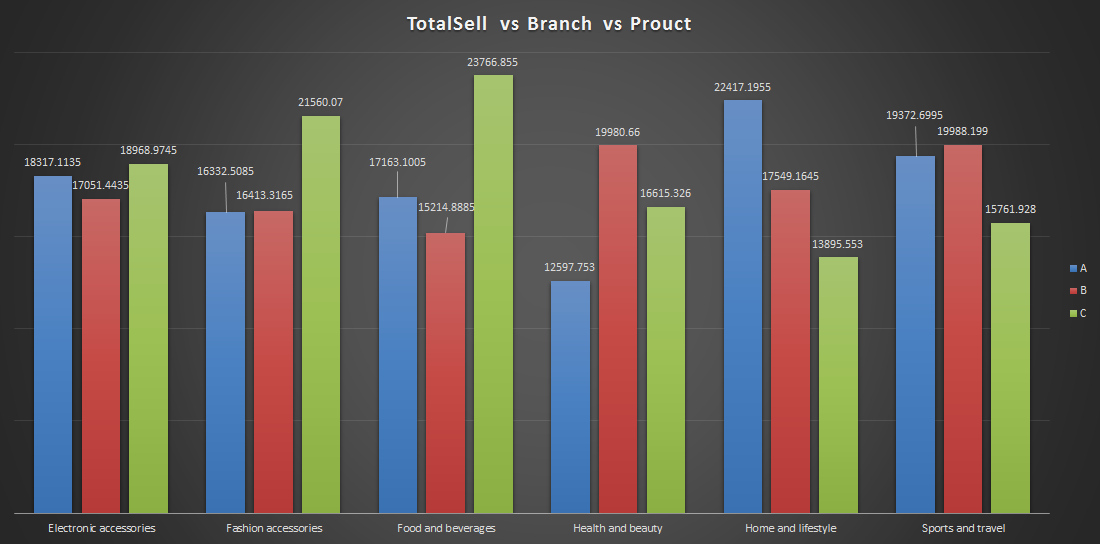 TotalSell vs Branch vs Prouct
18317.1135
17051.4435
18968.9745
16332.5085
16413.3165
21560.07
17163.1005
15214.8885
23766.855
12597.753
19980.66
16615.326
22417.1955
17549.1645
13895.553
19372.6995
19988.199
15761.928
A
B
C
Electronic accessories
Fashion accessories
Food and beverages
Health and beauty
Home and lifestyle
Sports and travel